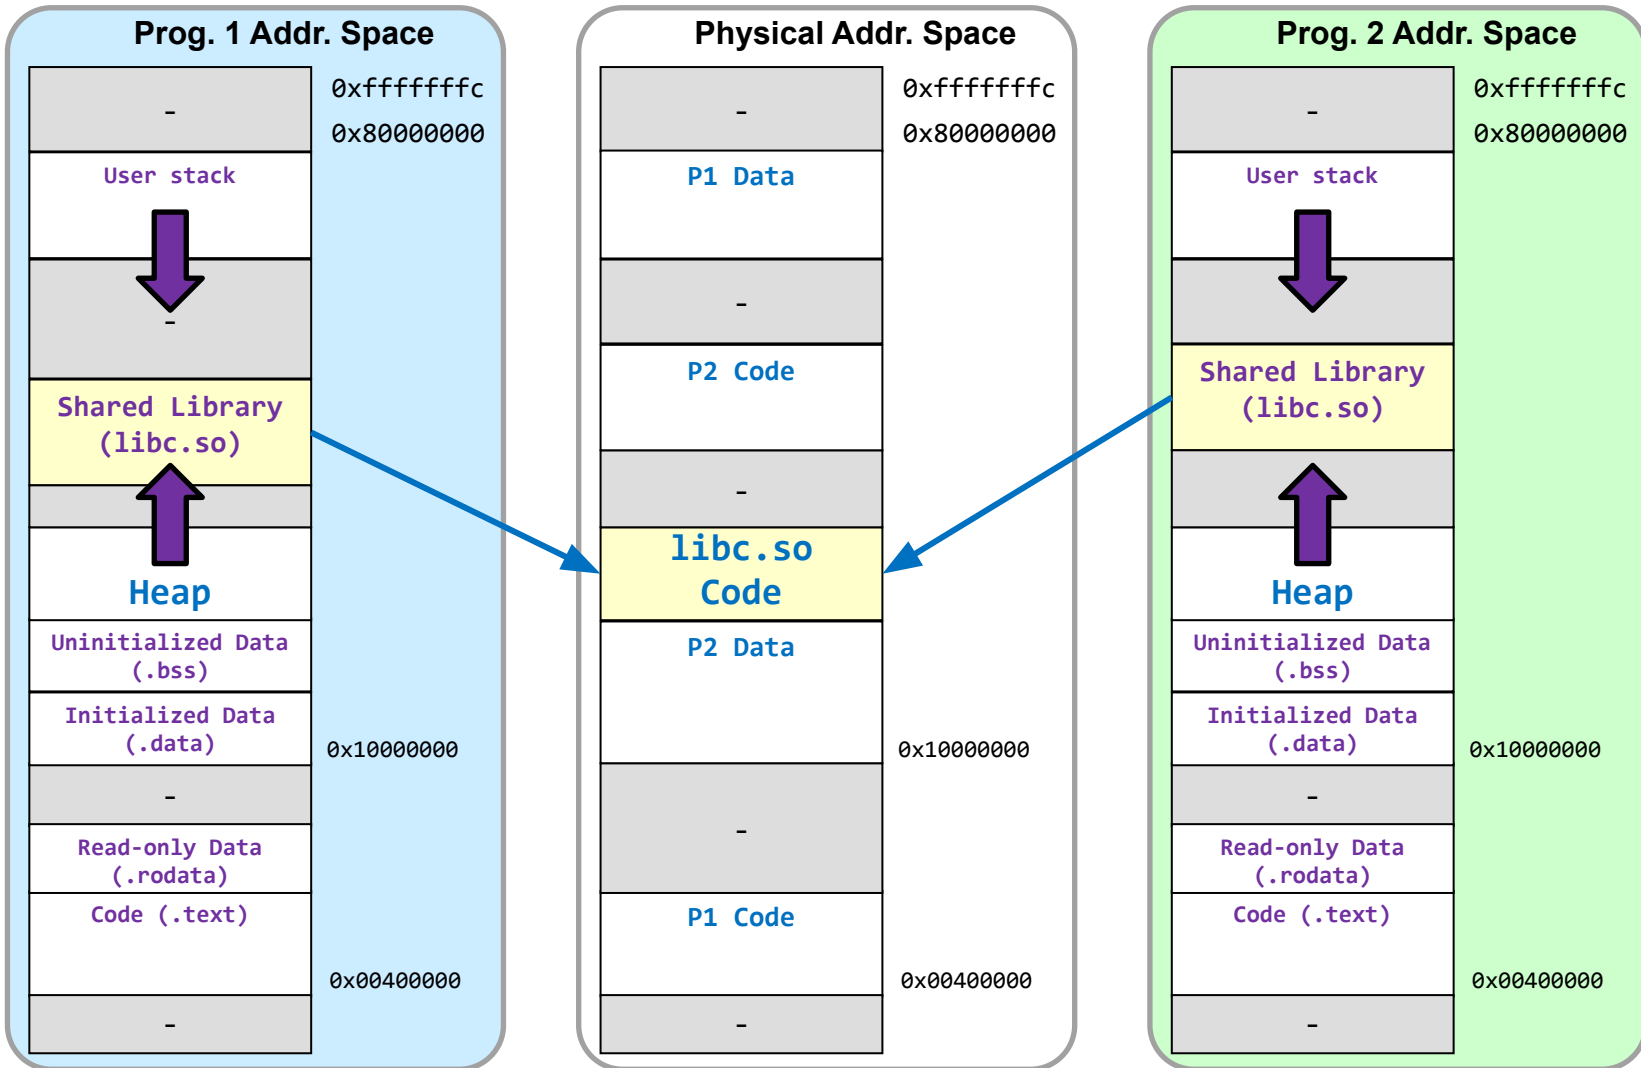 Prog. 1 Addr. Space
-
0xfffffffc
0x80000000
User stack
-
Shared Library
(libc.so)
Heap
Uninitialized Data
(.bss)
Initialized Data
(.data)
0x10000000
-
Read-only Data
(.rodata)
Code (.text)
0x00400000
-
Physical Addr. Space
-
0xfffffffc
0x80000000
P1 Data
-
P2 Code
-
libc.so
Code
P2 Data
0x10000000
-
P1 Code
0x00400000
-
Prog. 2 Addr. Space
-
0xfffffffc
0x80000000
User stack
Shared Library
(libc.so)
Heap
Uninitialized Data
(.bss)
Initialized Data
(.data)
0x10000000
-
Read-only Data
(.rodata)
Code (.text)
0x00400000
-